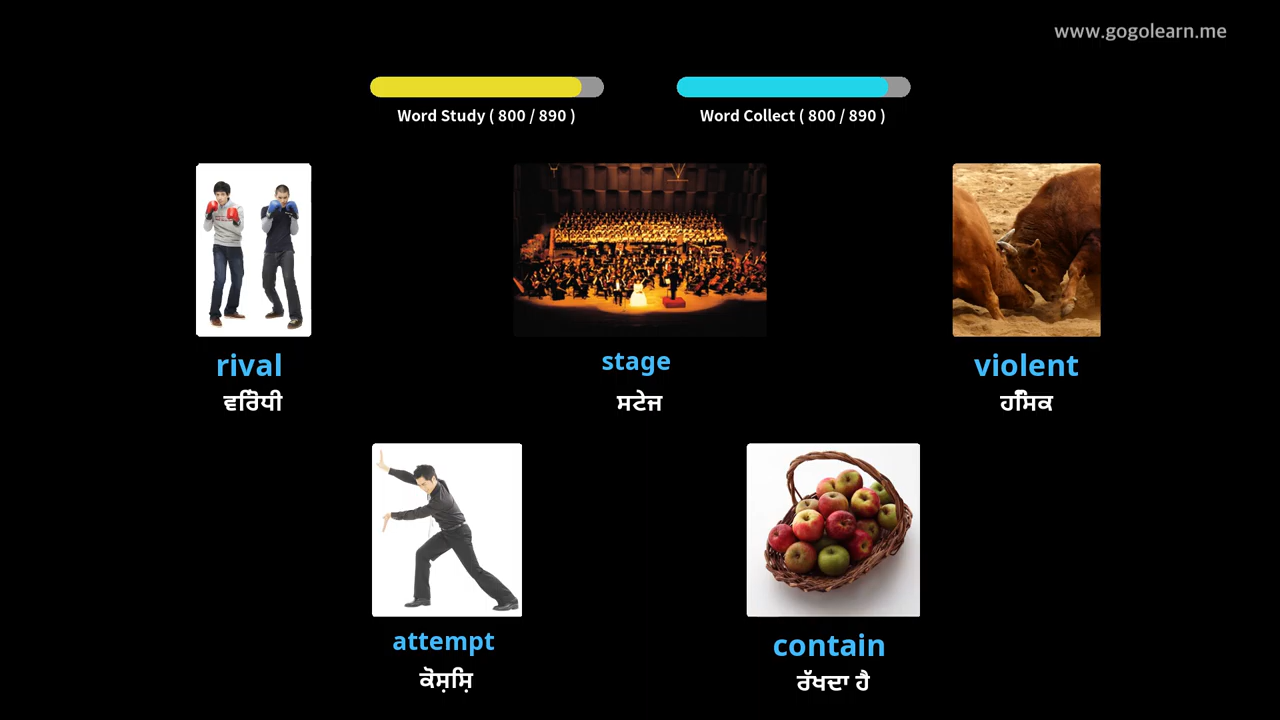 www.gogolearn.me
Word Study ( 800 / 890 )
Word Collect ( 800 / 890 )
rival
ਵਿਰੋਧੀ
stage
ਸਟੇਜ
violent
ਹਿੰਸਕ
attempt
ਕੋਸ਼ਿਸ਼
contain
ਰੱਖਦਾ ਹੈ